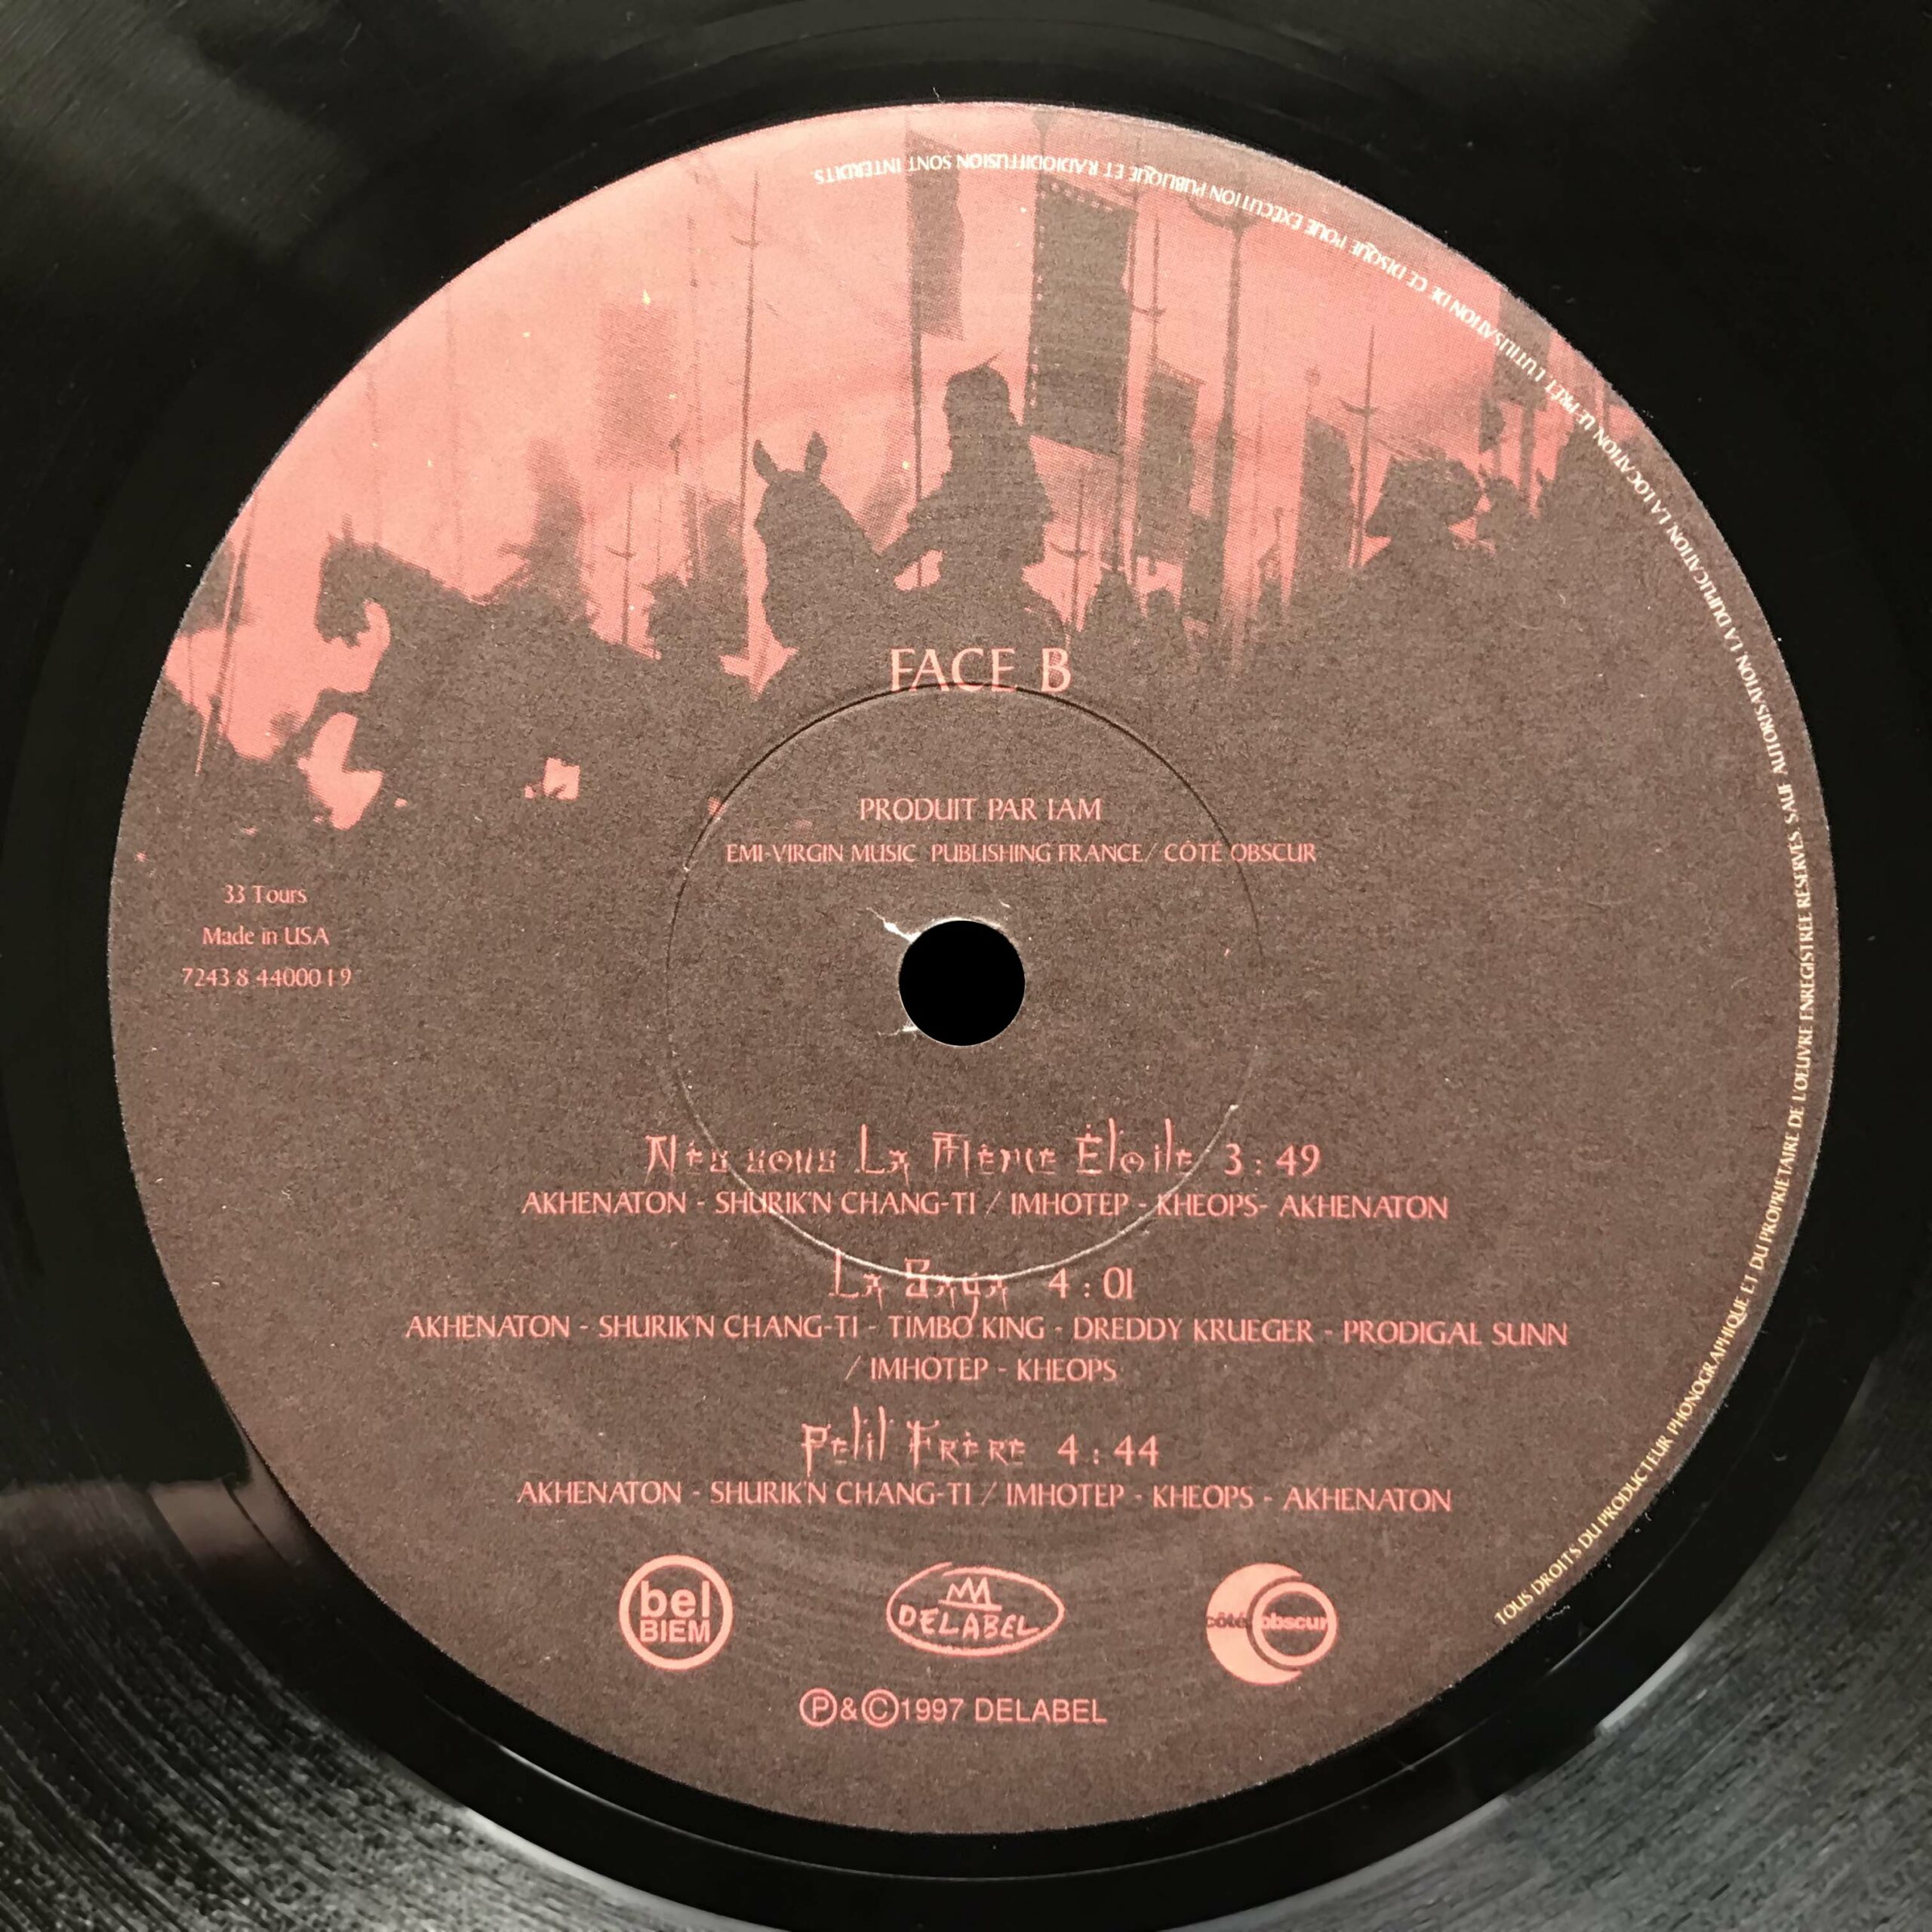 FACE B
PRODUIT PAR IAM
EMI-VIRGIN MUSIC PUBLISHING FRANCE/ CÔTÉ OBSCUR
33 Tours
Made in USA
7243 8 44000 1 9
Nés sous La Même Étoile 3 : 49
AKHENATON - SHURIK'N CHANG-TI / IMHOTEP - KHEOPS- AKHENATON
La Saga 4 : 01
AKHENATON - SHURIK'N CHANG-TI - TIMBO KING - DREDDY KRUEGER - PRODIGAL SUNN
/ IMHOTEP - KHEOPS
Petit Frère 4 : 44
AKHENATON - SHURIK'N CHANG-TI / IMHOTEP - KHEOPS - AKHENATON
bel
BIEM
DELABEL
côté obscur
Ⓟ&©1997 DELABEL
TOUS DROITS DU PRODUCTEUR PHONOGRAPHIQUE ET DU PROPRIETAIRE DE L'OEUVRE ENREGISTRÉE RESERVES. SAUF AUTORISATION LA DUPLICATION LA LOCATION LE PRÊT, L'UTILISATION DE CE DISQUE POUE EXÉCUTION PUBLIQUE ET RADIODIFFUSION SONT INTERDITS.